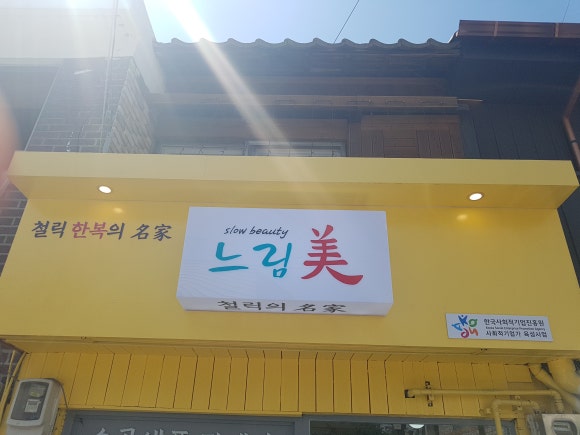 철릭 한복의 名家
slow beauty
느림美
철릭의 名家
한국사회적기업진흥원
사회적기업가 육성사업